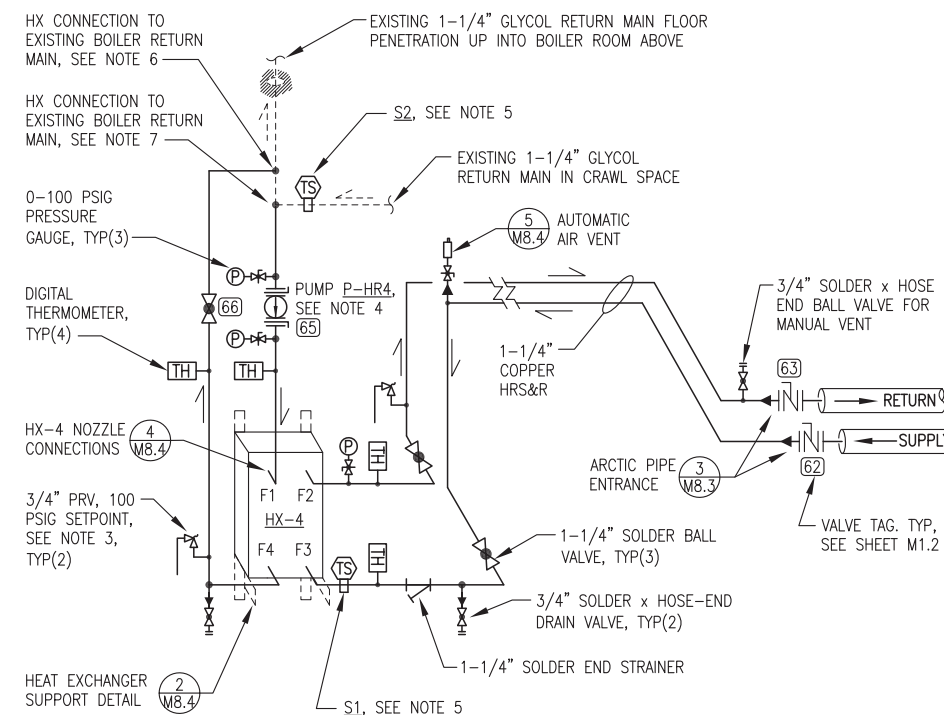 HX CONNECTION TO
EXISTING BOILER RETURN
MAIN, SEE NOTE 6
EXISTING 1-1/4" GLYCOL RETURN MAIN FLOOR
PENETRATION UP INTO BOILER ROOM ABOVE
HX CONNECTION TO
EXISTING BOILER RETURN
MAIN, SEE NOTE 7
S2, SEE NOTE 5
TS
EXISTING 1-1/4" GLYCOL
RETURN MAIN IN CRAWL SPACE
0-100 PSIG
PRESSURE
GAUGE, TYP(3)
P
5
M8.4
AUTOMATIC
AIR VENT
PUMP P-HR4,
SEE NOTE 4
65
66
P
DIGITAL
THERMOMETER,
TYP(4)
TH
TH
3/4" SOLDER x HOSE
END BALL VALVE FOR
MANUAL VENT
1-1/4"
COPPER
HRS&R
63
RETURN
SUPPLY
62
HX-4 NOZZLE
CONNECTIONS
4
M8.4
P
TH
F1
F2
HX-4
F4
F3
ARCTIC PIPE
ENTRANCE
3
M8.3
3/4" PRV, 100
PSIG SETPOINT,
SEE NOTE 3,
TYP(2)
TS
TH
VALVE TAG. TYP,
SEE SHEET M1.2
1-1/4" SOLDER BALL
VALVE, TYP(3)
3/4" SOLDER x HOSE-END
DRAIN VALVE, TYP(2)
1-1/4" SOLDER END STRAINER
HEAT EXCHANGER
SUPPORT DETAIL
2
M8.4
S1, SEE NOTE 5